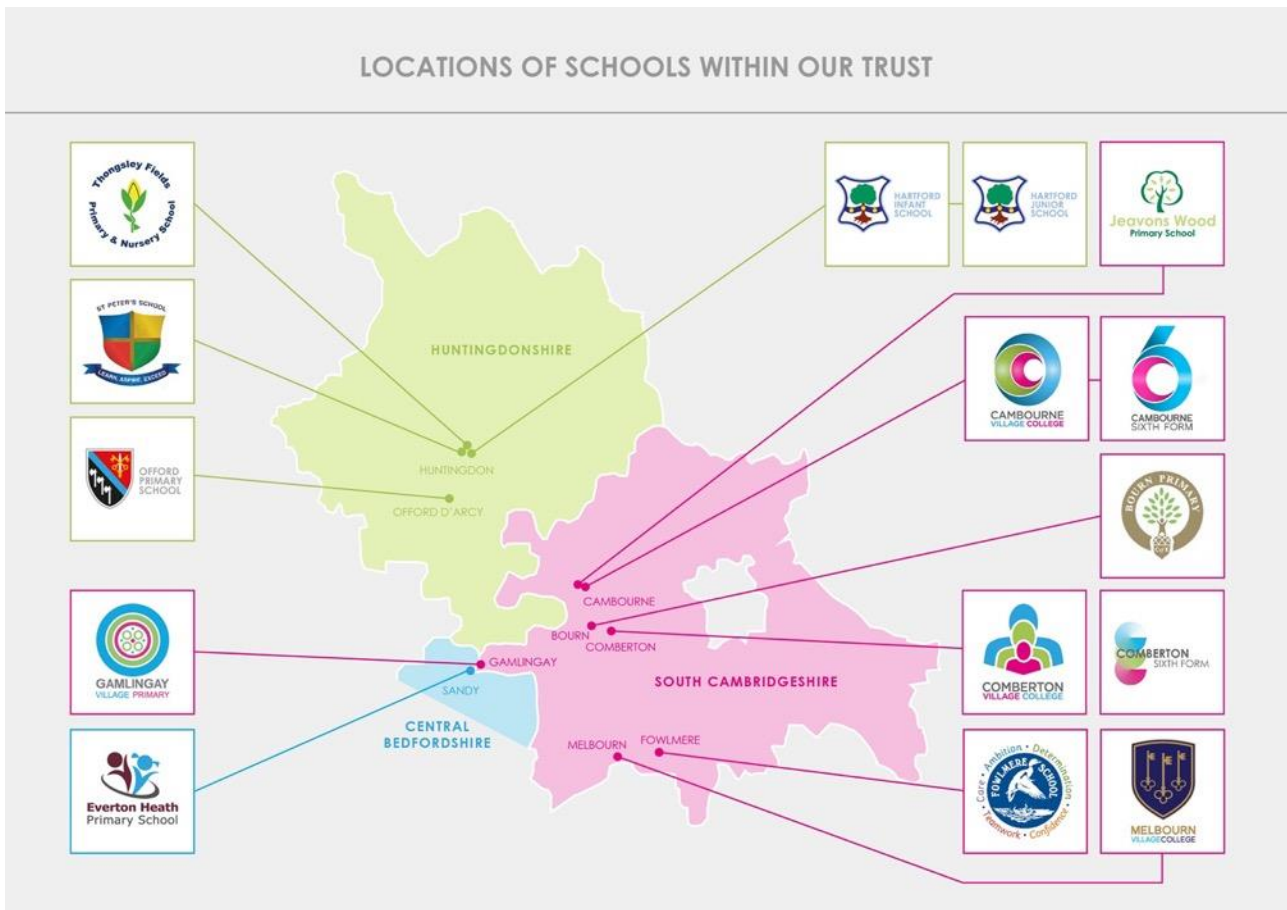 LOCATIONS OF SCHOOLS WITHIN OUR TRUST
Thongsley Fields
Primary & Nursery School
ST PETER'S SCHOOL
LEARN, ASPIRE, EXCEED
OFFORD
PRIMARY
SCHOOL
GAMLINGAY
VILLAGE PRIMARY
Everton Heath
Primary School
HUNTINGDONSHIRE
HUNTINGDON
OFFORD D'ARCY
CAMBOURNE
BOURN
COMBERTON
GAMLINGAY
SANDY
SOUTH CAMBRIDGESHIRE
CENTRAL
BEDFORDSHIRE
MELBOURN
FOWLMERE
HARTFORD
INFANT
SCHOOL
HARTFORD
JUNIOR
SCHOOL
Jeavons Wood
Primary School
CAMBOURNE
VILLAGE COLLEGE
6
CAMBOURNE
SIXTH FORM
BOURN PRIMARY
COMBERTON
VILLAGE COLLEGE
COMBERTON
SIXTH FORM
Care • Ambition • Determination
FOWLMERE SCHOOL
Teamwork • Confidence
MELBOURN
VILLAGECOLLEGE